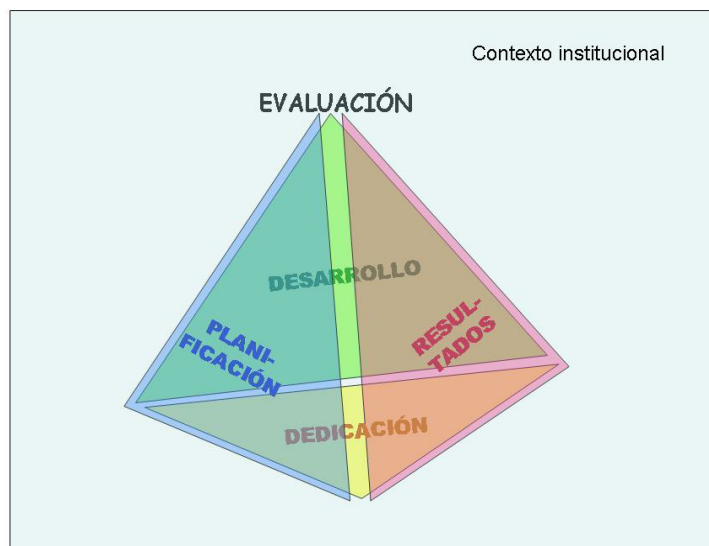 Contexto institucional
EVALUACIÓN
DESARROLLO
PLANI-
FICACIÓN
RESUL-
TADOS
DEDICACIÓN